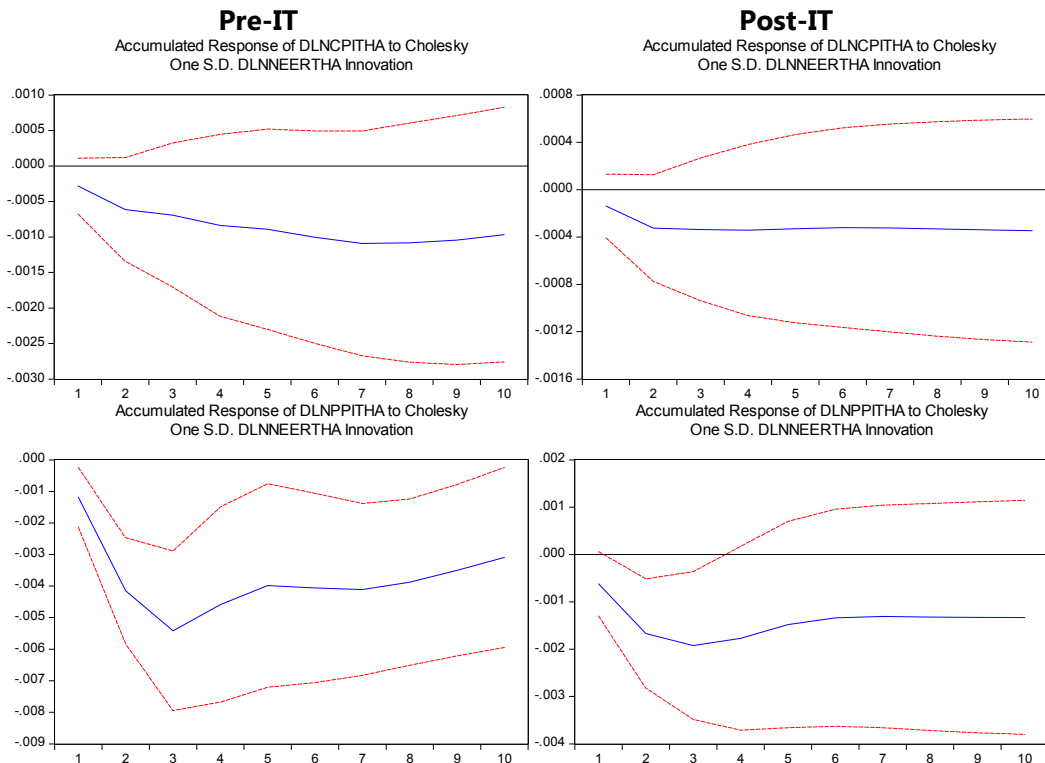 Pre-IT
Accumulated Response of DLNCPITHA to Cholesky
One S.D. DLNNEERTHA Innovation
.0010
.0005
.0000
-.0005
-.0010
-.0015
-.0020
-.0025
-.0030
1 2 3 4 5 6 7 8 9 10
Post-IT
Accumulated Response of DLNCPITHA to Cholesky
One S.D. DLNNEERTHA Innovation
.0008
.0004
.0000
-.0004
-.0008
-.0012
-.0016
1 2 3 4 5 6 7 8 9 10
Accumulated Response of DLNPPITHA to Cholesky
One S.D. DLNNEERTHA Innovation
.000
-.001
-.002
-.003
-.004
-.005
-.006
-.007
-.008
-.009
1 2 3 4 5 6 7 8 9 10
Accumulated Response of DLNPPITHA to Cholesky
One S.D. DLNNEERTHA Innovation
.002
.001
.000
-.001
-.002
-.003
-.004
1 2 3 4 5 6 7 8 9 10